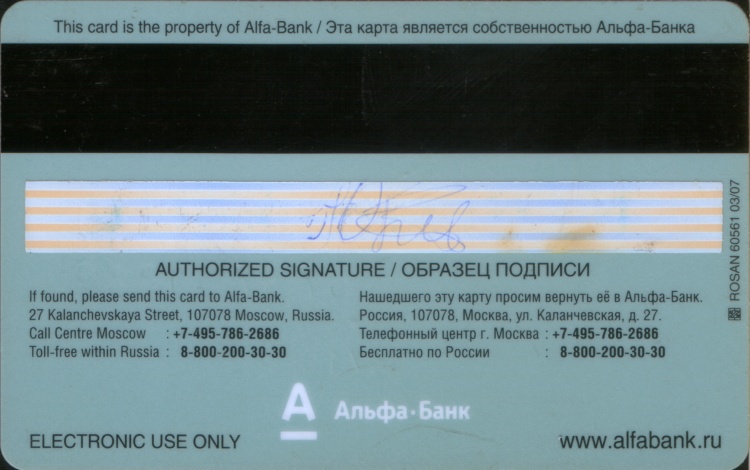 This card is the property of Alfa-Bank / Эта карта является собственностью Альфа-Банка
AUTHORIZED SIGNATURE / ОБРАЗЕЦ ПОДПИСИ
If found, please send this card to Alfa-Bank.
27 Kalanchevskaya Street, 107078 Moscow, Russia.
Call Centre Moscow : +7-495-786-2686
Toll-free within Russia : 8-800-200-30-30
Нашедшего эту карту просим вернуть её в Альфа-Банк.
Россия, 107078, Москва, ул. Каланчевская, д. 27.
Телефонный центр г. Москва : +7-495-786-2686
Бесплатно по России : 8-800-200-30-30
ROSAN 60561 03/07
А Альфа·Банк
ELECTRONIC USE ONLY
www.alfabank.ru